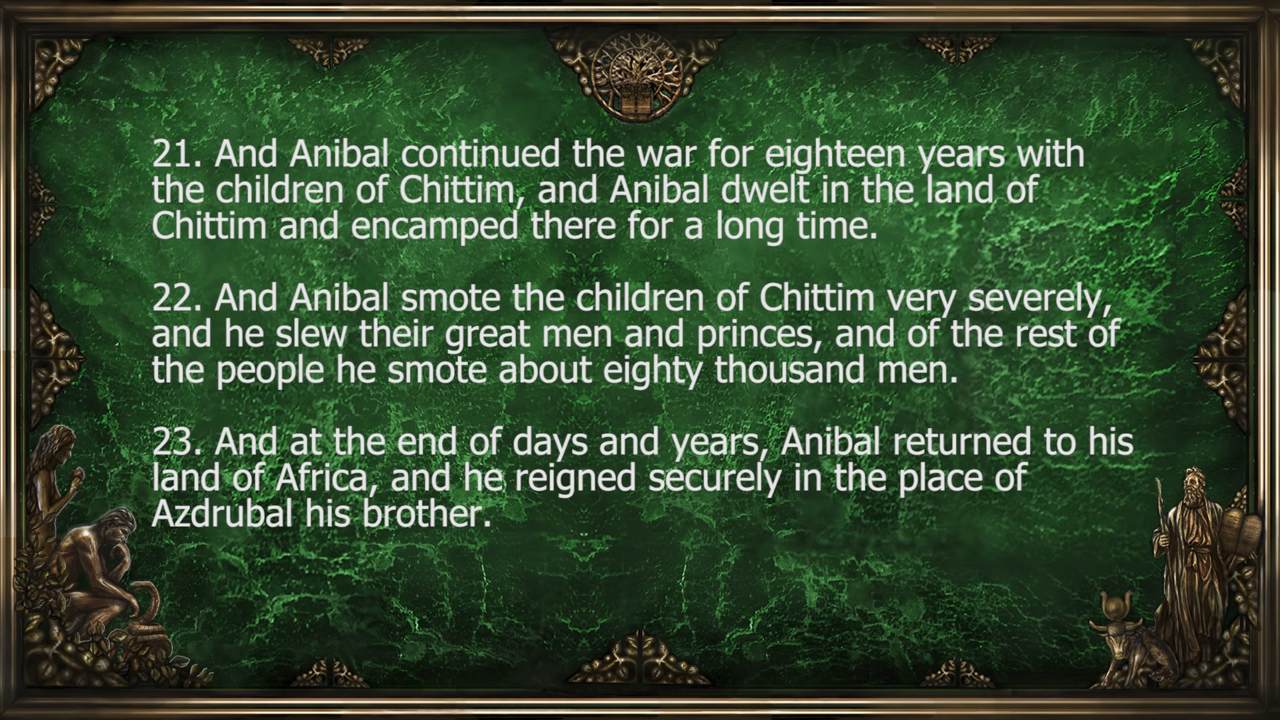 21. And Anibal continued the war for eighteen years with
the children of Chittim, and Anibal dwelt in the land of
Chittim and encamped there for a long time.
22. And Anibal smote the children of Chittim very severely,
and he slew their great men and princes, and of the rest of
the people he smote about eighty thousand men.
23. And at the end of days and years, Anibal returned to his
land of Africa, and he reigned securely in the place of
Azdrubal his brother.